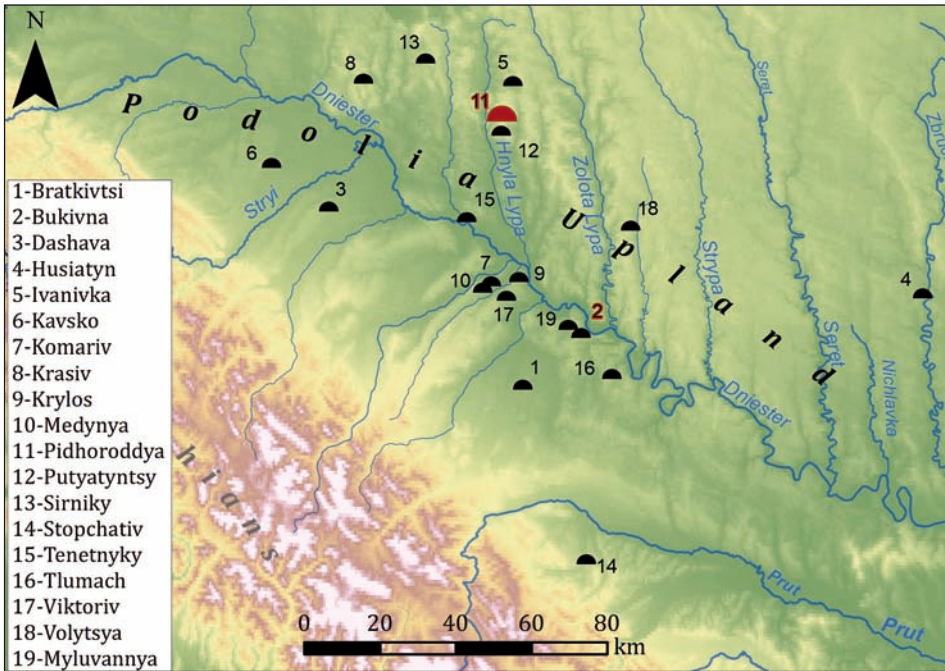 N
13
8
5
Seret
Zbruč
11
Dniester
Podolia
12
6
Hnyla Lypa
Zolota Lypa
Stryi
3
15
18
Upland
Strypa
1-Bratkivtsi
2-Bukivna
3-Dashava
4-Husiatyn
5-Ivanivka
6-Kavsko
7-Komariv
8-Krasiv
9-Krylos
10-Medynya
11-Pidhoroddya
12-Putyatyntsy
13-Sirniky
14-Stopchativ
15-Tenetnyky
16-Tlumach
17-Viktoriv
18-Volytsya
19-Myluvannya
7
9
4
10
17
2
19
Seret
1
16
Dniester
Nichlavka
hians
14
Prut
Prut
0 20 40 60 80
km